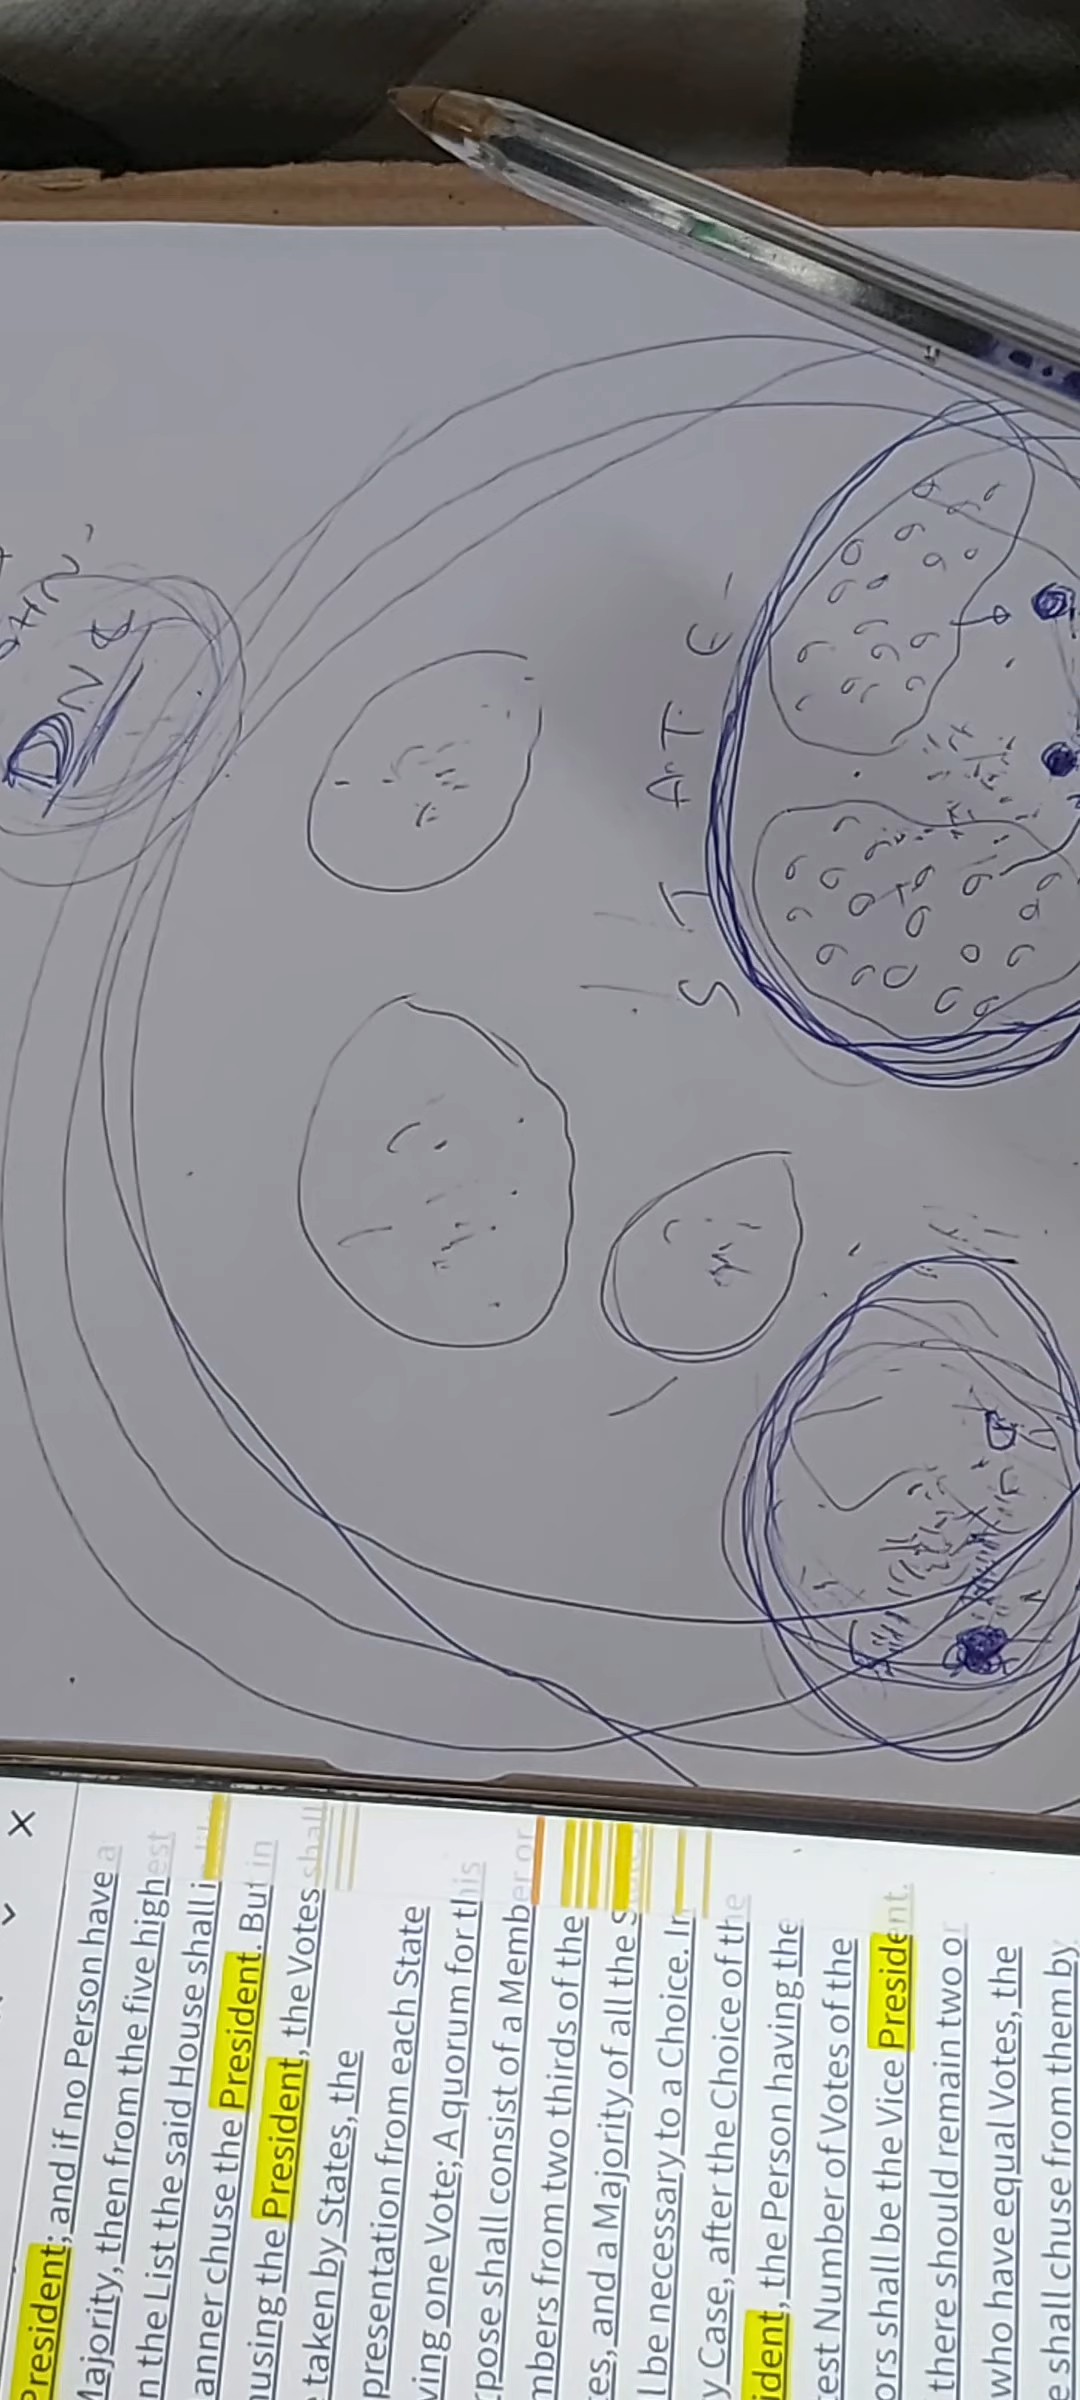 DNC
STATE
President; and if no Person have a
Majority, then from the five highest
n the List the said House shall i
anner chuse the President. But in
using the President, the Votes shall
taken by States, the
presentation from each State
ving one Vote; A quorum for this
rpose shall consist of a Member or
mbers from two thirds of the
tes, and a Majority of all the S
l be necessary to a Choice. In
y Case, after the Choice of the
ident, the Person having the
test Number of Votes of the
ors shall be the Vice President.
there should remain two or
who have equal Votes, the
e shall chuse from them by